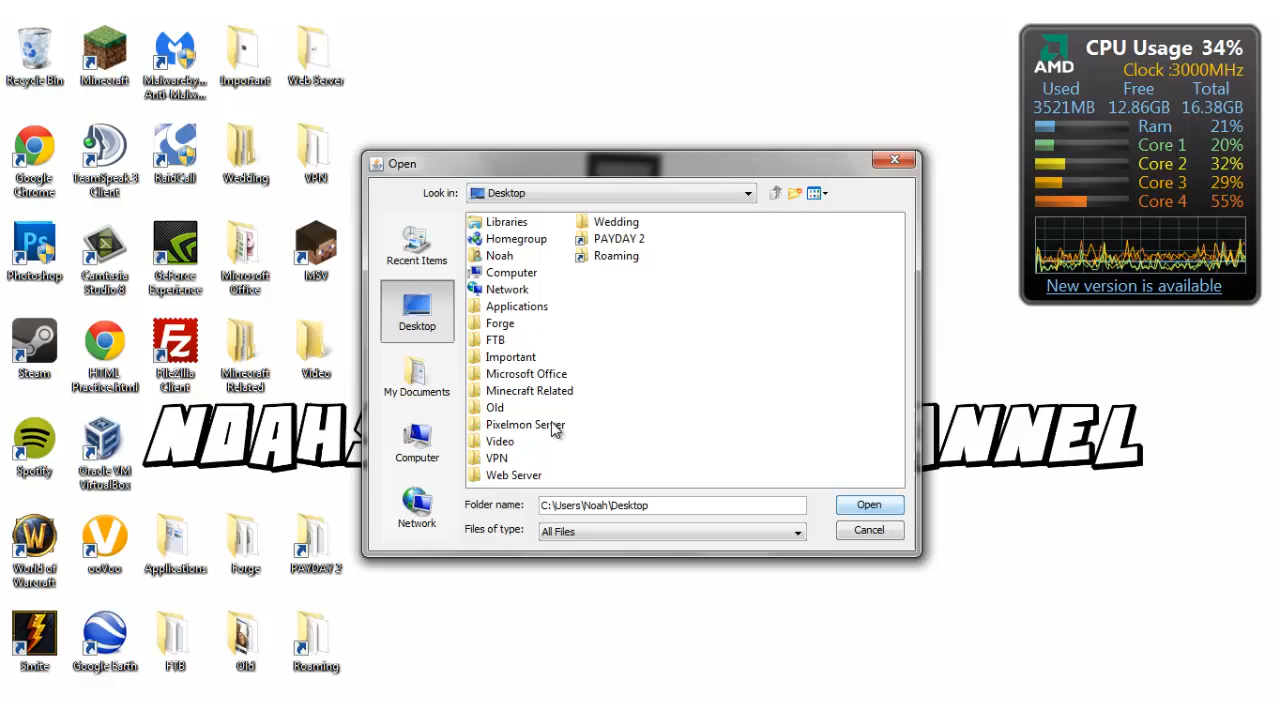 Recycle Bin
Minecraft
Malwareby...
Anti-Malw...
Important
Web Server
Google
Chrome
TeamSpeak 3
Client
RaidCall
Wedding
VPN
Photoshop
Camtasia
Studio 8
GeForce
Experience
Microsoft
Office
MSV
Steam
HTML
Practice.html
FileZilla
Client
Minecraft
Related
Video
Spotify
Oracle VM
VirtualBox
World of
Warcraft
ooVoo
Applications
Forge
PAYDAY 2
Smite
Google Earth
FTB
Old
Roaming
NOAHS
ANNEL
Open
Look in:
Desktop
Recent Items
Desktop
My Documents
Computer
Network
Libraries
Homegroup
Noah
Computer
Network
Applications
Forge
FTB
Important
Microsoft Office
Minecraft Related
Old
Pixelmon Server
Video
VPN
Web Server
Wedding
PAYDAY 2
Roaming
Folder name:
C:\Users\Noah\Desktop
Open
Files of type:
All Files
Cancel
AMD
CPU Usage 34%
Clock :3000MHz
Used Free Total
3521MB 12.86GB 16.38GB
Ram 21%
Core 1 20%
Core 2 32%
Core 3 29%
Core 4 55%
New version is available